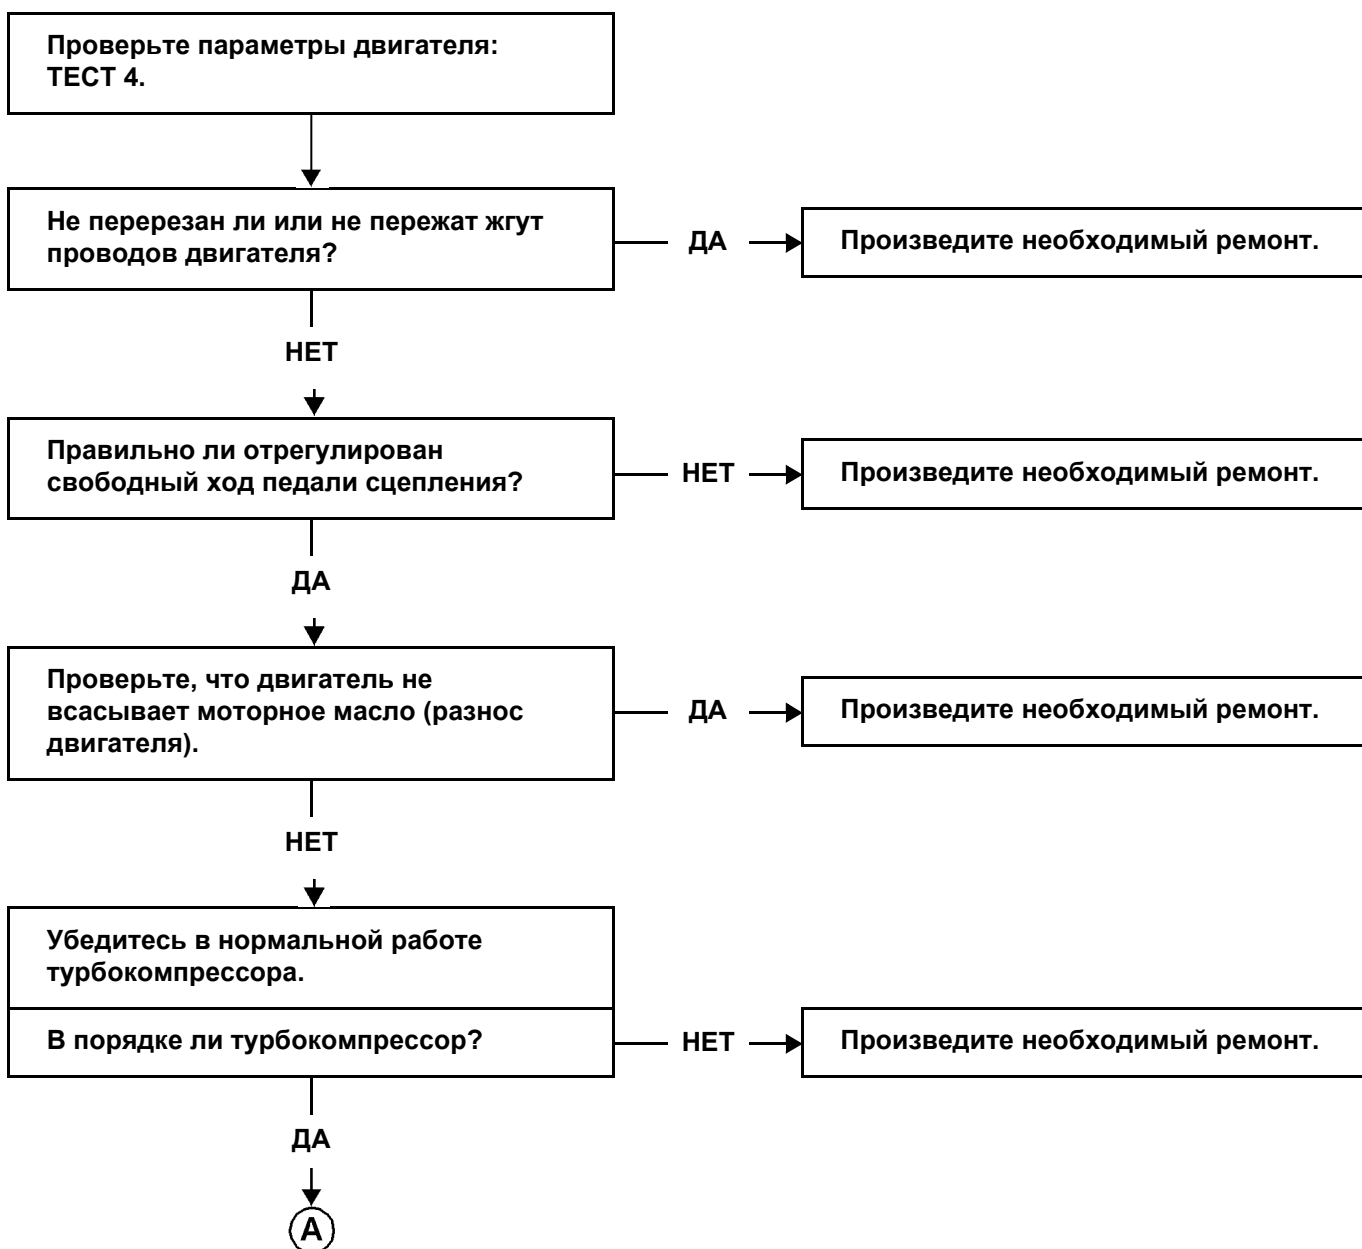 Проверьте параметры двигателя:
ТЕСТ 4.
Не перерезан ли или не пережат жгут
проводов двигателя?
ДА
Произведите необходимый ремонт.
НЕТ
Правильно ли отрегулирован
свободный ход педали сцепления?
НЕТ
Произведите необходимый ремонт.
ДА
Проверьте, что двигатель не
всасывает моторное масло (разнос
двигателя).
ДА
Произведите необходимый ремонт.
НЕТ
Убедитесь в нормальной работе
турбокомпрессора.
В порядке ли турбокомпрессор?
НЕТ
Произведите необходимый ремонт.
ДА
А